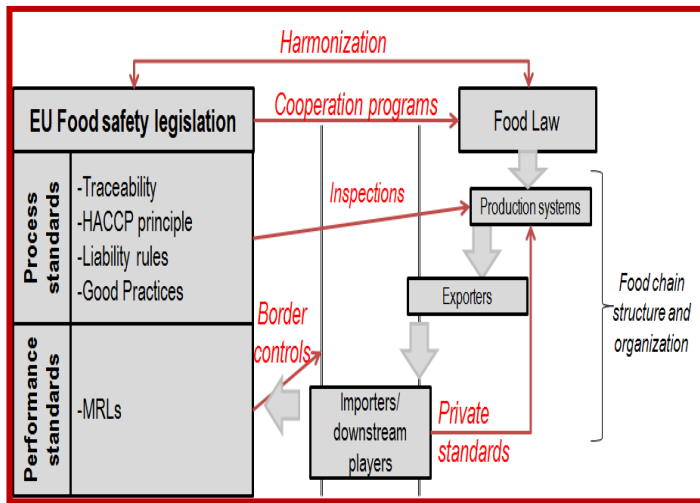 Harmonization
EU Food safety legislation
Cooperation programs
Food Law
Process
standards
-Traceability
-HACCP principle
-Liability rules
-Good Practices
Inspections
Production systems
Exporters
Food chain
structure and
organization
Border
controls
Performance
standards
-MRLs
Importers/
downstream
players
Private
standards